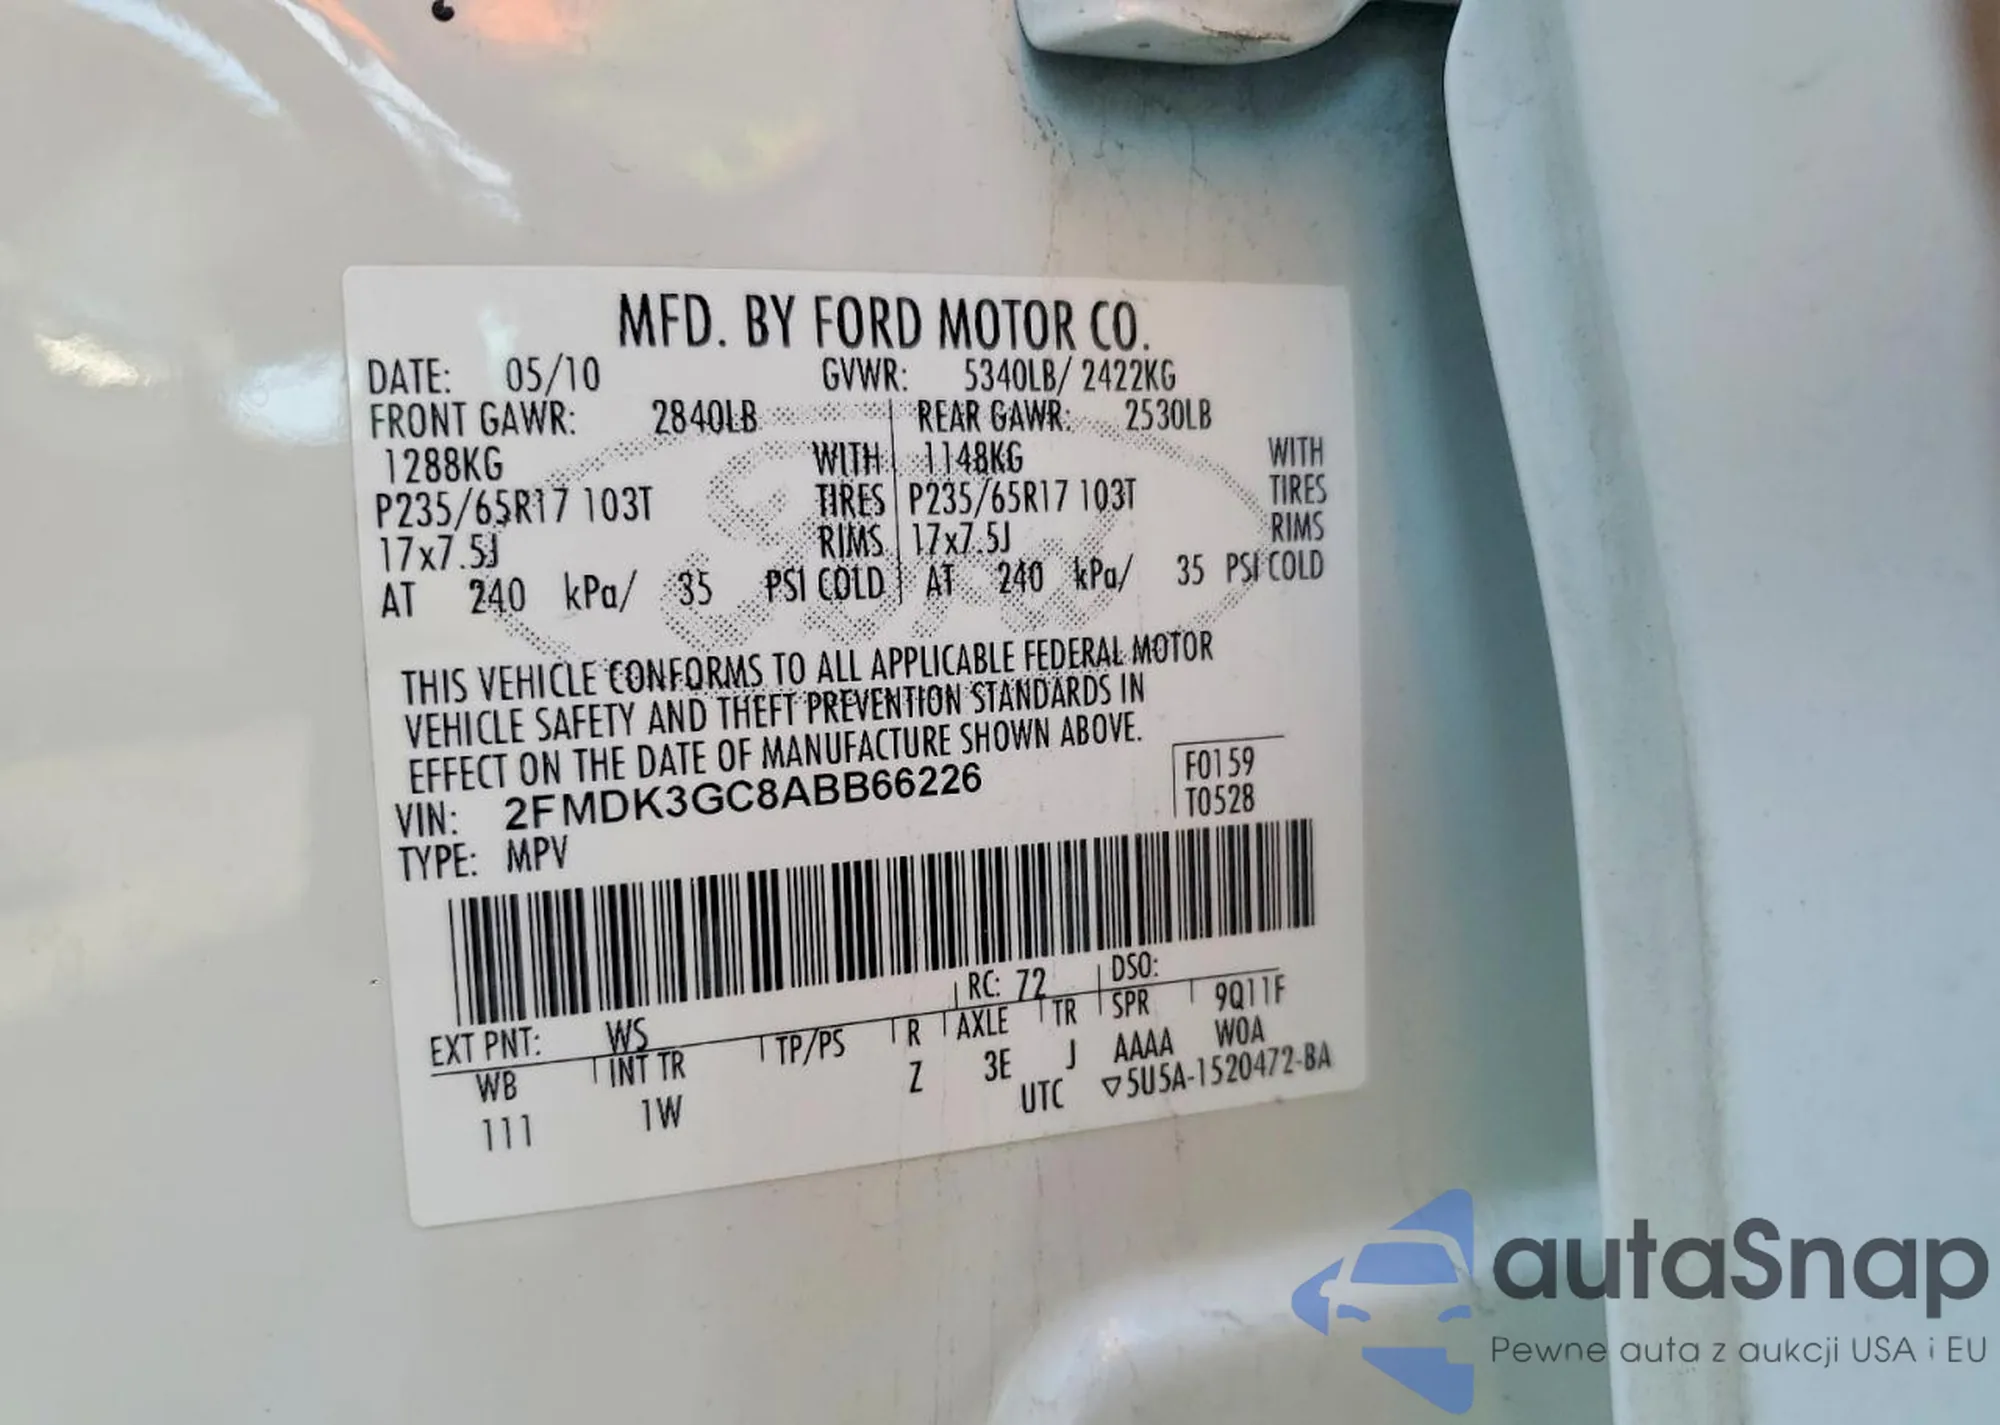 MFD. BY FORD MOTOR CO.
DATE: 05/10 GVWR: 5340LB/ 2422KG
FRONT GAWR: 2840LB REAR GAWR: 2530LB
1288KG WITH 1148KG WITH
P235/65R17 103T TIRES P235/65R17 103T TIRES
17x7.5J RIMS 17x7.5J RIMS
AT 240 kPa/ 35 PSI COLD AT 240 kPa/ 35 PSI COLD
THIS VEHICLE CONFORMS TO ALL APPLICABLE FEDERAL MOTOR
VEHICLE SAFETY AND THEFT PREVENTION STANDARDS IN
EFFECT ON THE DATE OF MANUFACTURE SHOWN ABOVE.
VIN: 2FMDK3GC8ABB66226 F0159
TYPE: MPV T0528
EXT PNT: WS RC: 72 DSO:
WB INT TR TP/PS R AXLE TR SPR 9Q11F
111 1W Z 3E J AAAA WOA
UTC ▽5U5A-1520472-BA
Ford
autaSnap
Pewne auta z aukcji USA i EU